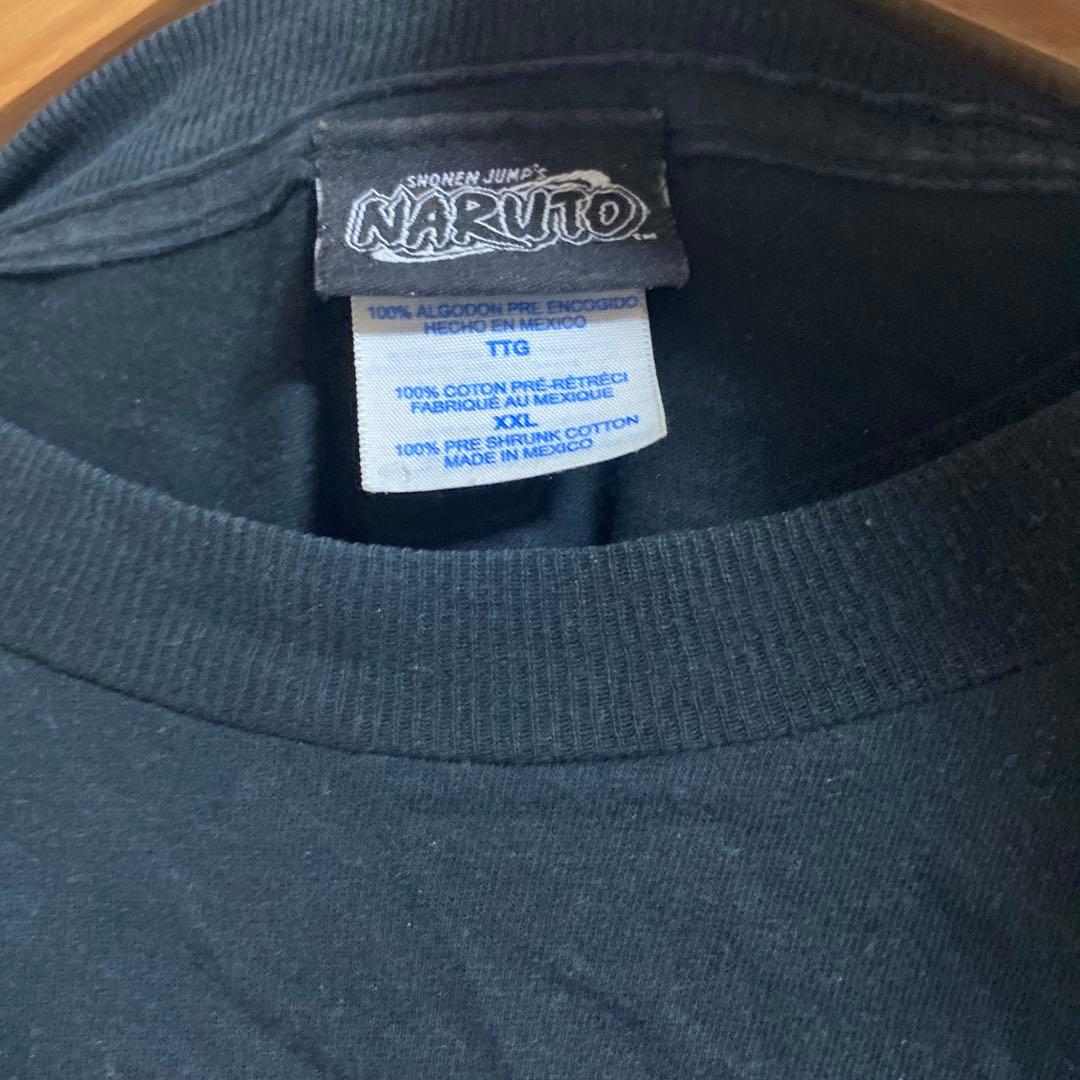 SHONEN JUMP'S
NARUTO™
100% ALGODON PRE ENCOGIDO
HECHO EN MEXICO
TTG
100% COTON PRÉ-RÉTRÉCI
FABRIQUÉ AU MEXIQUE
XXL
100% PRE SHRUNK COTTON
MADE IN MEXICO